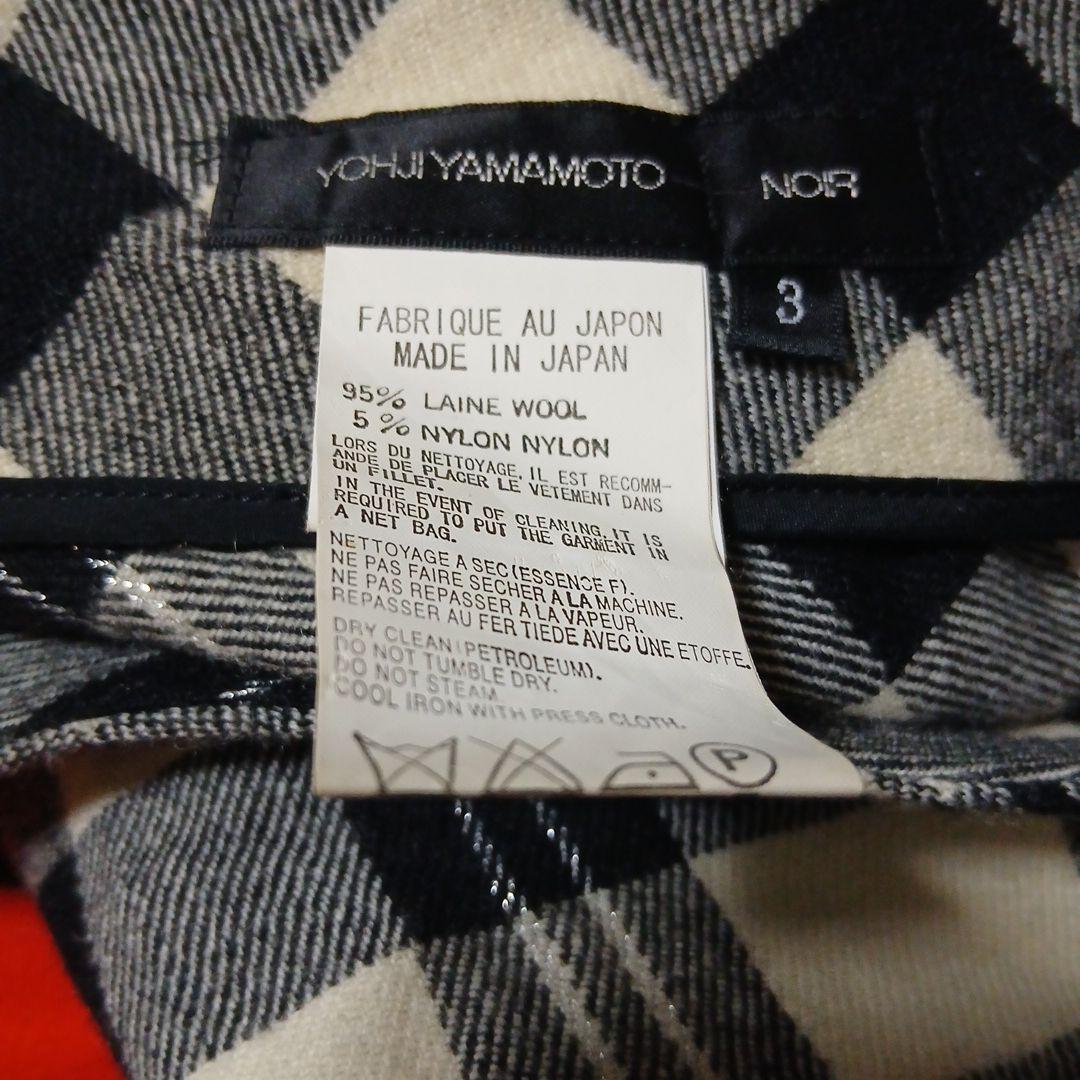 YOHJI YAMAMOTO NOIR
3
FABRIQUE AU JAPON
MADE IN JAPAN
95% LAINE WOOL
5% NYLON NYLON
LORS DU NETTOYAGE, IL EST RECOMM-
ANDE DE PLACER LE VETEMENT DANS
UN FILLET.
IN THE EVENT OF CLEANING, IT IS
REQUIRED TO PUT THE GARMENT IN
A NET BAG.
NETTOYAGE A SEC (ESSENCE F).
NE PAS FAIRE SECHER A LA MACHINE.
NE PAS REPASSER A LA VAPEUR.
REPASSER AU FER TIEDE AVEC UNE ETOFFE.
DRY CLEAN (PETROLEUM).
DO NOT TUMBLE DRY.
DO NOT STEAM
COOL IRON WITH PRESS CLOTH.
P